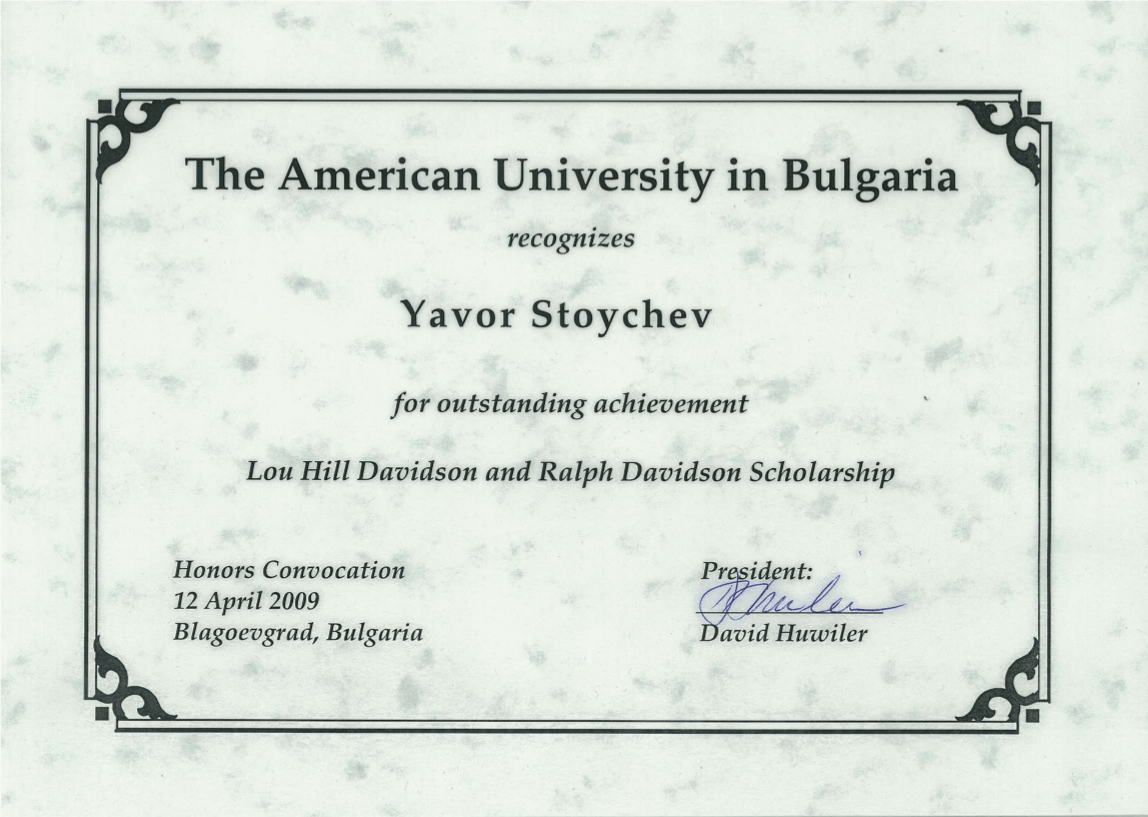 The American University in Bulgaria
recognizes
Yavor Stoychev
for outstanding achievement
Lou Hill Davidson and Ralph Davidson Scholarship
Honors Convocation
12 April 2009
Blagoevgrad, Bulgaria
President:
David Huwiler